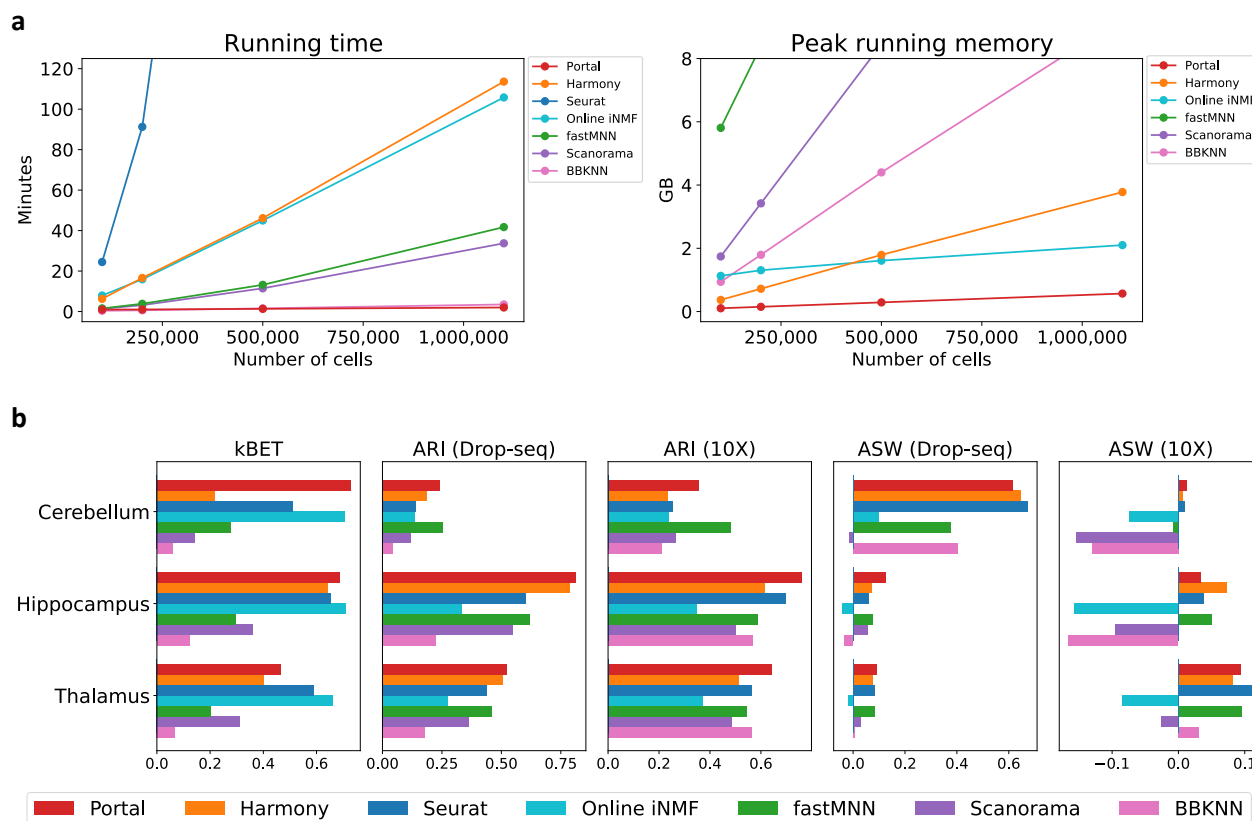 a
Running time
Peak running memory
120
100
80
60
40
20
0
Minutes
250,000
500,000
750,000
1,000,000
Number of cells
Portal
Harmony
Seurat
Online iNMF
fastMNN
Scanorama
BBKNN
8
6
4
2
0
GB
250,000
500,000
750,000
1,000,000
Number of cells
Portal
Harmony
Online iNMF
fastMNN
Scanorama
BBKNN
b
kBET
ARI (Drop-seq)
ARI (10X)
ASW (Drop-seq)
ASW (10X)
Cerebellum
Hippocampus
Thalamus
0.0 0.2 0.4 0.6
0.00 0.25 0.50 0.75
0.0 0.2 0.4 0.6
0.0 0.2 0.4 0.6
−0.1 0.0 0.1
Portal Harmony Seurat Online iNMF fastMNN Scanorama BBKNN